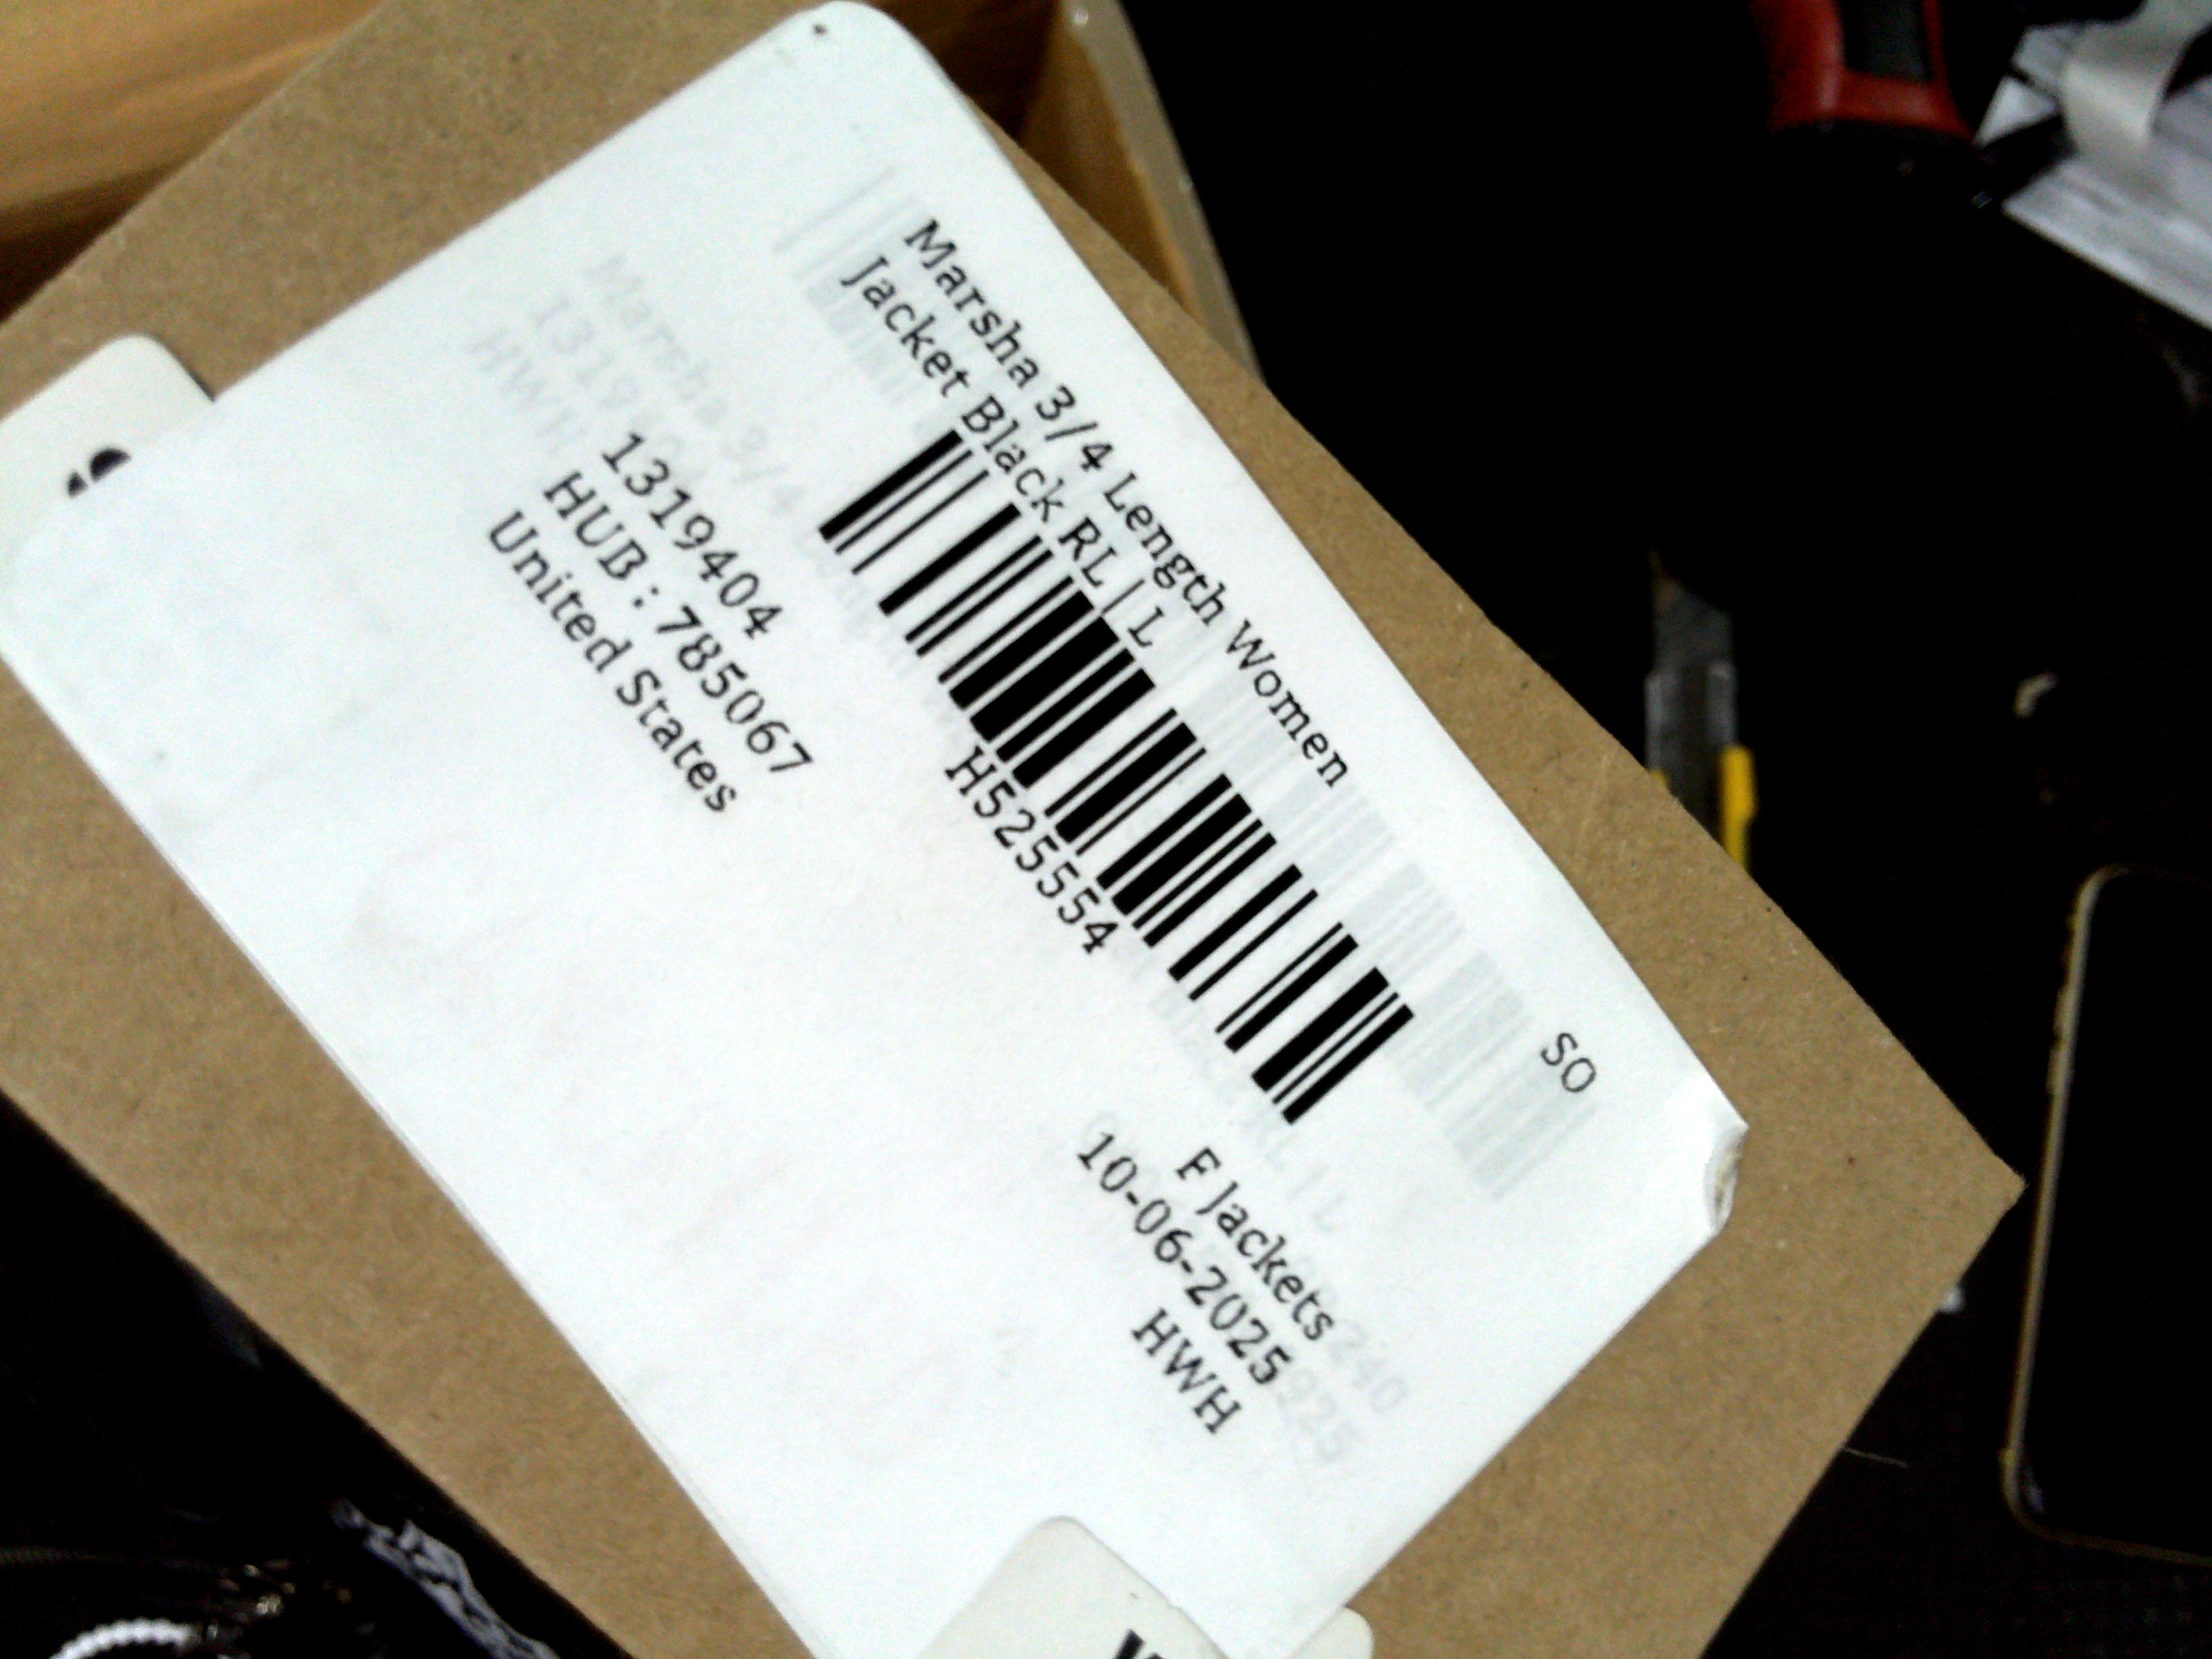 SO
Marsha 3/4 Length Women
Jacket Black RL | L
H525554
1319404
HUB : 785067
United States
F Jackets
10-06-2025
HWH